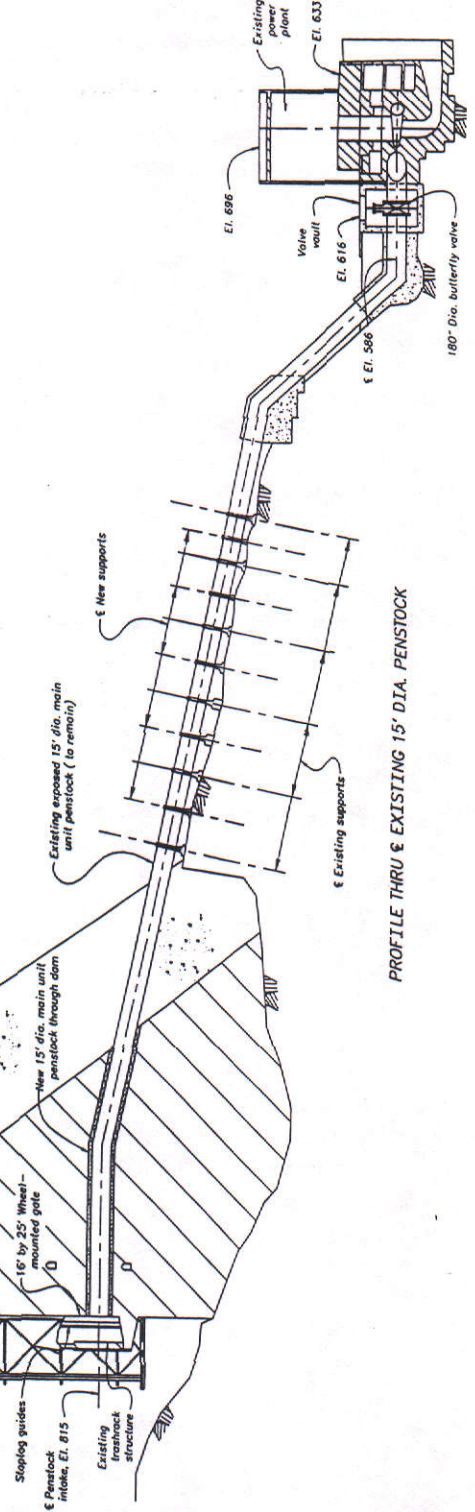 Stoplog guides
℄ Penstock
intake, El. 815
Existing
trashrack
structure
16' by 25' Wheel-
mounted gate
New 15' dia. main unit
penstock through dam
Existing exposed 15' dia. main
unit penstock ( to remain)
℄ New supports
℄ Existing supports
El. 696
Existing
power
plant
El. 633
Valve
vault
El. 616
℄ El. 586
180" Dia. butterfly valve
PROFILE THRU ℄ EXISTING 15' DIA. PENSTOCK